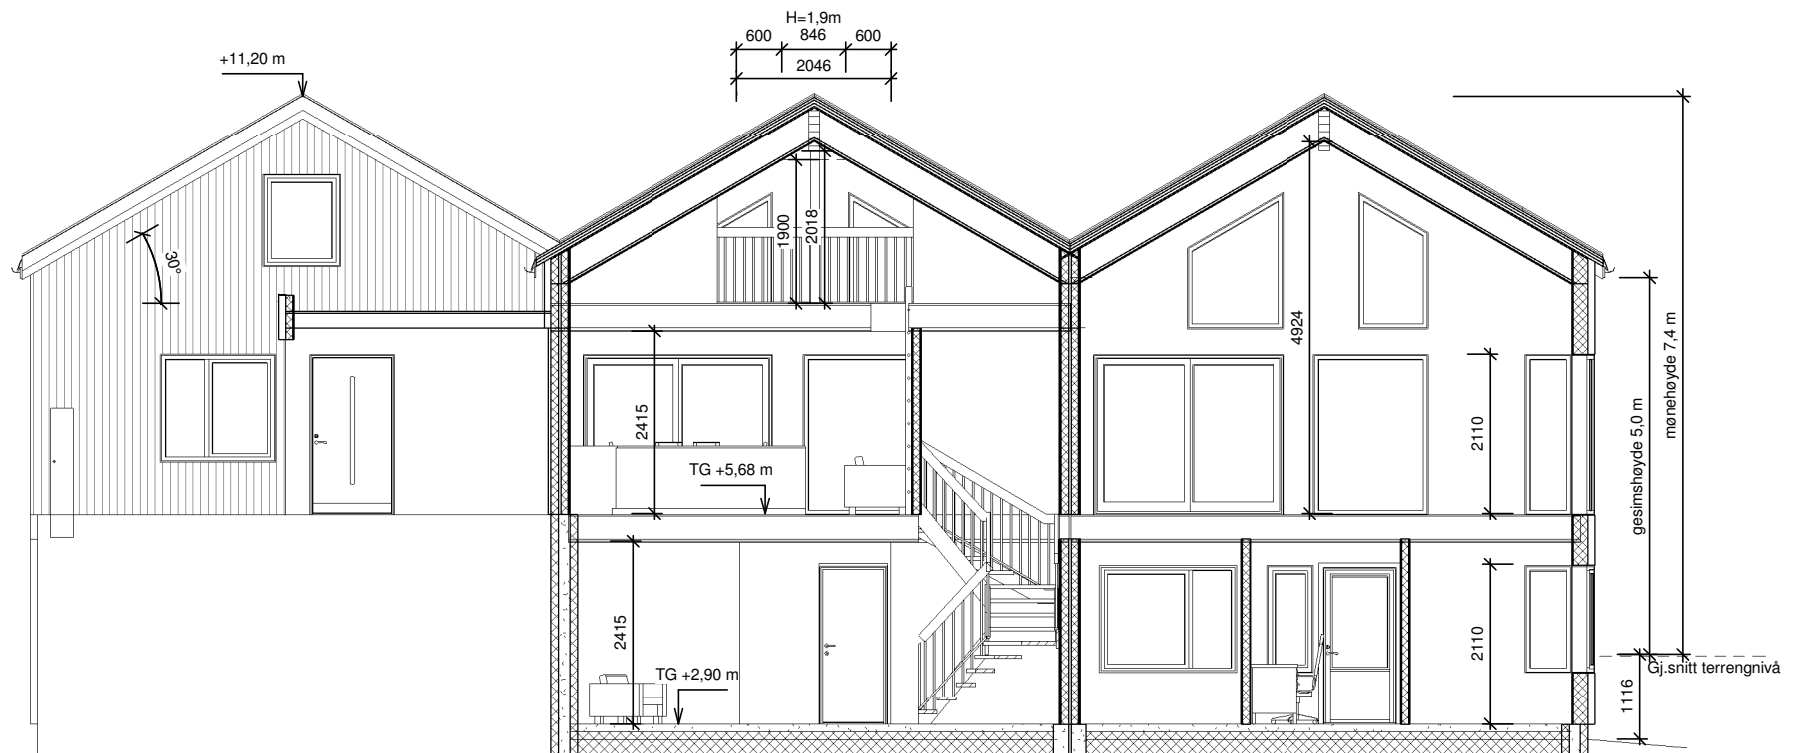 H=1,9m
600 846 600
2046
+11,20 m
30°
1900
2018
4924
mønehøyde 7,4 m
gesimshøyde 5,0 m
2415
2110
TG +5,68 m
2415
2110
TG +2,90 m
Gj.snitt terrengnivå
1116